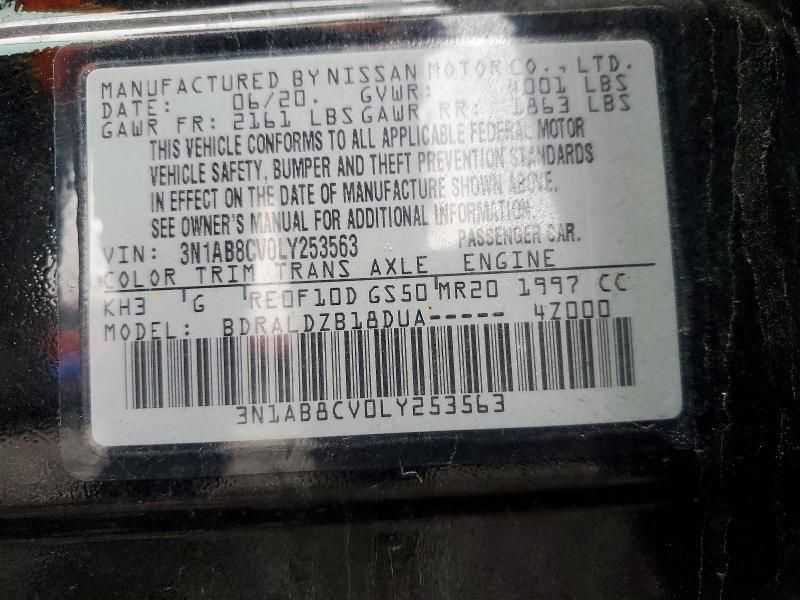 MANUFACTURED BY NISSAN MOTOR CO., LTD.
DATE: 06/20. GVWR: 4001 LBS
GAWR FR: 2161 LBS GAWR RR: 1863 LBS
THIS VEHICLE CONFORMS TO ALL APPLICABLE FEDERAL MOTOR
VEHICLE SAFETY, BUMPER AND THEFT PREVENTION STANDARDS
IN EFFECT ON THE DATE OF MANUFACTURE SHOWN ABOVE.
SEE OWNER'S MANUAL FOR ADDITIONAL INFORMATION.
VIN: 3N1AB8CV0LY253563 PASSENGER CAR.
COLOR TRIM TRANS AXLE ENGINE
KH3 G RE0F10D GS50 MR20 1997 CC
MODEL: BDRALDZB18DUA----- 4Z000
3N1AB8CV0LY253563